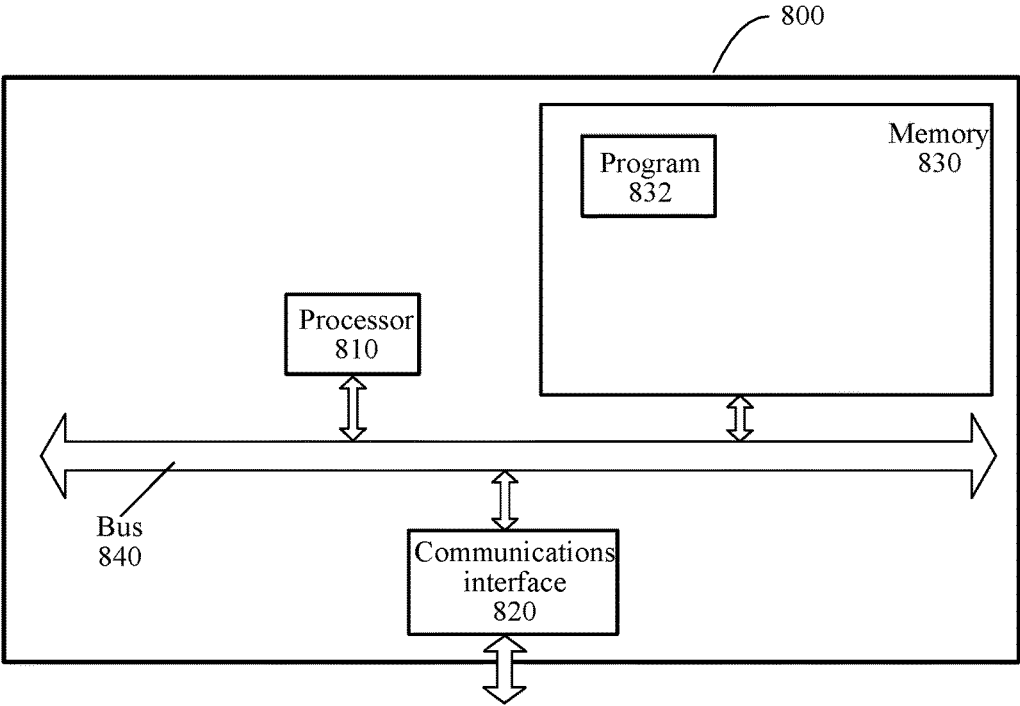 800
Memory
830
Program
832
Processor
810
Bus
840
Communications
interface
820